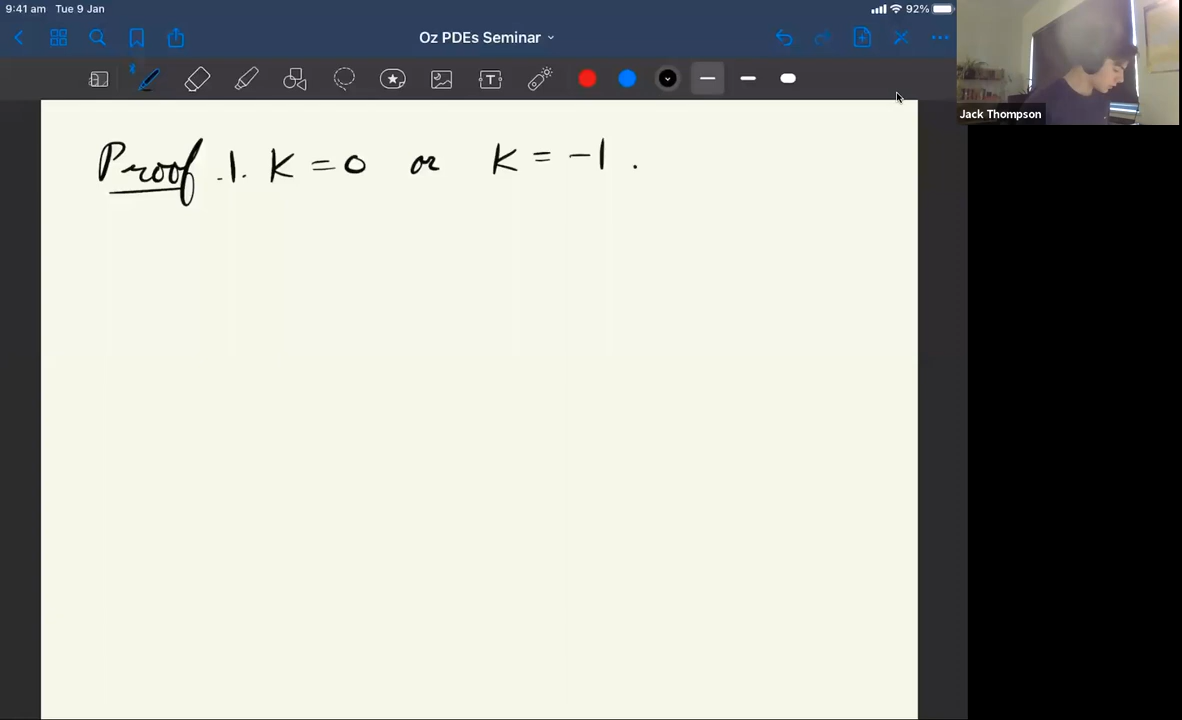 9:41 am Tue 9 Jan
92%
Oz PDEs Seminar
T
Jack Thompson
Proof .1. K = 0 or K = -1 .